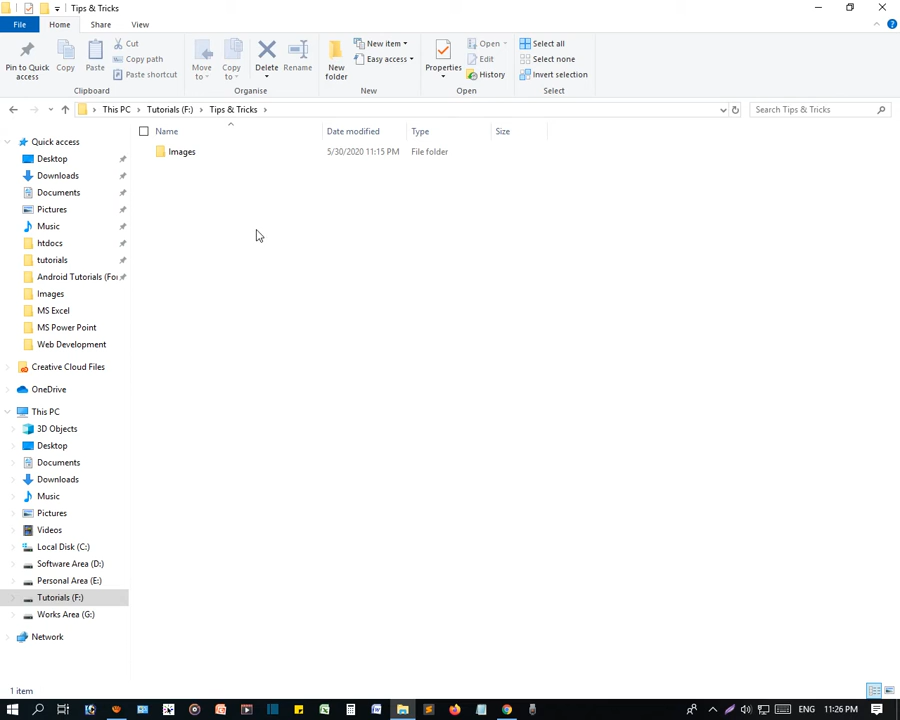 Tips & Tricks
File Home Share View
Pin to Quick access
Copy
Paste
Cut
Copy path
Paste shortcut
Clipboard
Move to
Copy to
Delete
Rename
Organise
New folder
New item
Easy access
New
Properties
Open
Edit
History
Open
Select all
Select none
Invert selection
Select
This PC > Tutorials (F:) > Tips & Tricks >
Search Tips & Tricks
Name Date modified Type Size
Images 5/30/2020 11:15 PM File folder
Quick access
Desktop
Downloads
Documents
Pictures
Music
htdocs
tutorials
Android Tutorials (For
Images
MS Excel
MS Power Point
Web Development
Creative Cloud Files
OneDrive
This PC
3D Objects
Desktop
Documents
Downloads
Music
Pictures
Videos
Local Disk (C:)
Software Area (D:)
Personal Area (E:)
Tutorials (F:)
Works Area (G:)
Network
1 item
ENG 11:26 PM